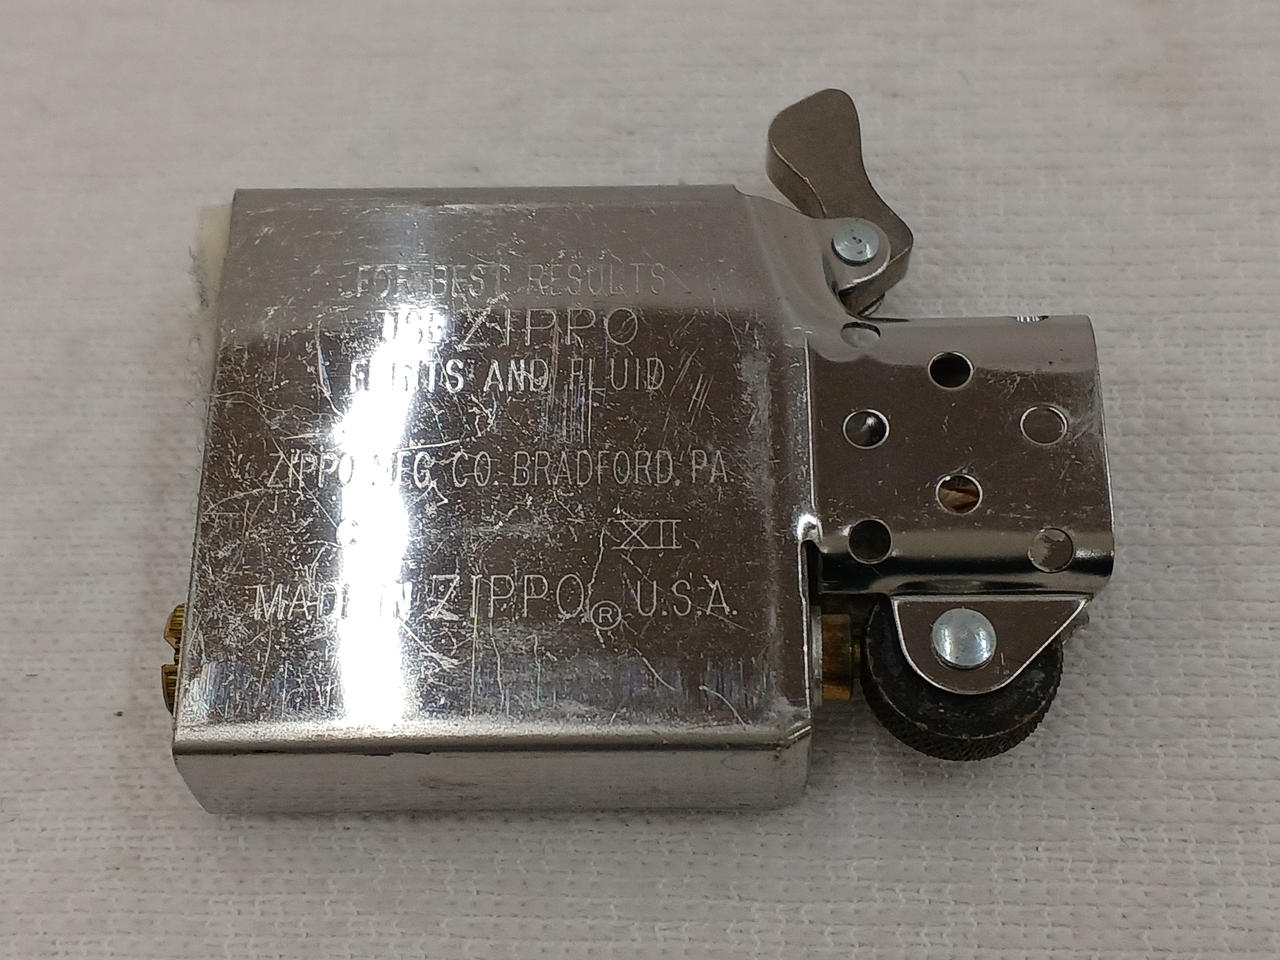 FOR BEST RESULTS
USE ZIPPO
FLINTS AND FLUID
ZIPPO MFG. CO. BRADFORD. PA.
XII
MADE IN ZIPPO® U.S.A.